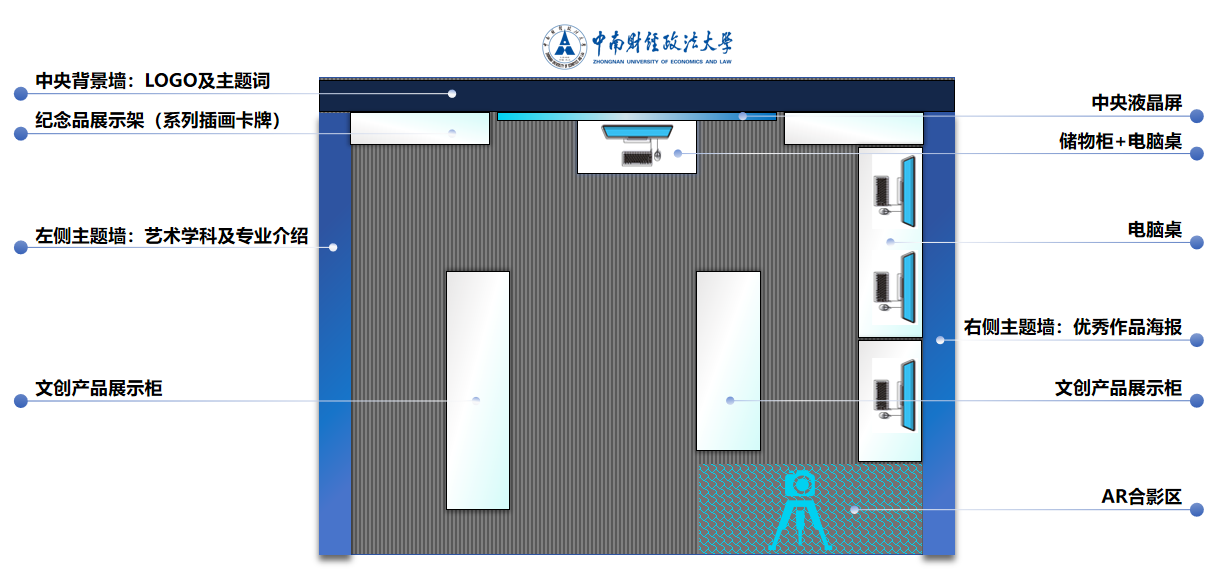 中南财经政法大学
ZHONGNAN UNIVERSITY OF ECONOMICS AND LAW
中央背景墙：LOGO及主题词
纪念品展示架（系列插画卡牌）
左侧主题墙：艺术学科及专业介绍
文创产品展示柜
中央液晶屏
储物柜+电脑桌
电脑桌
右侧主题墙：优秀作品海报
文创产品展示柜
AR合影区